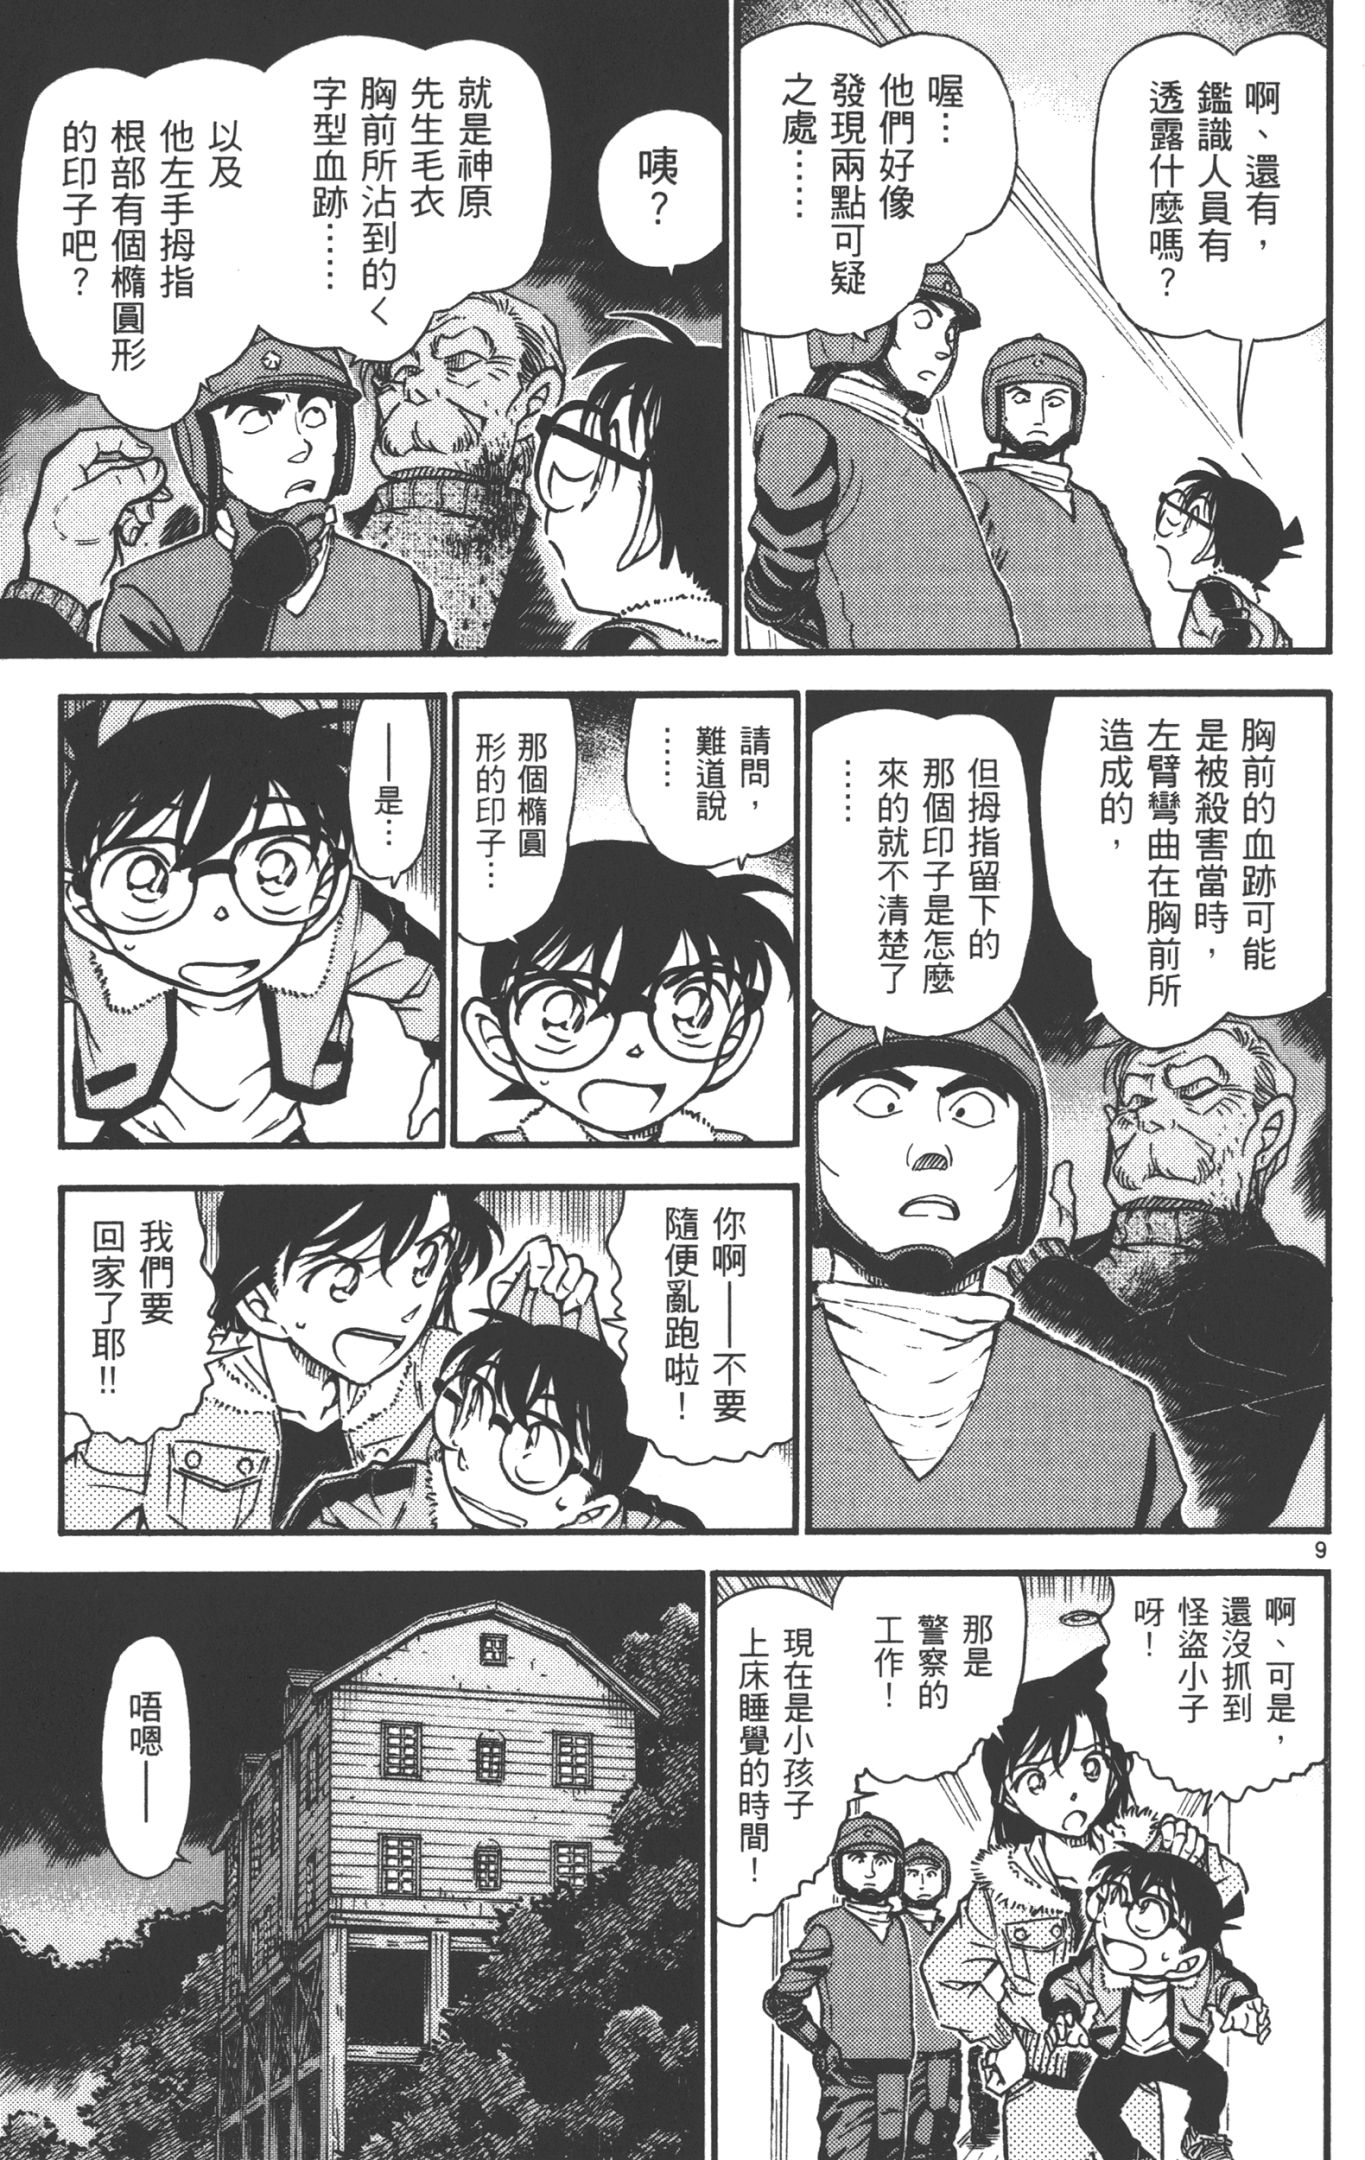 啊、還有，
鑑識人員有
透露什麼嗎？
喔…
他們好像
發現兩點可疑
之處……
咦？
就是神原
先生毛衣
胸前所沾到的ㄑ
字型血跡……
以及
他左手拇指
根部有個橢圓形
的印子吧？
胸前的血跡可能
是被殺害當時，
左臂彎曲在胸前所
造成的，
但拇指留下的
那個印子是怎麼
來的就不清楚了
……
請問，
難道說
……
那個橢圓
形的印子…
——是…
你啊——不要
隨便亂跑啦！
我們要
回家了耶!!
9
啊、可是，
還沒抓到
怪盜小子
呀！
那是
警察的
工作！
現在是小孩子
上床睡覺的時間！
唔嗯——